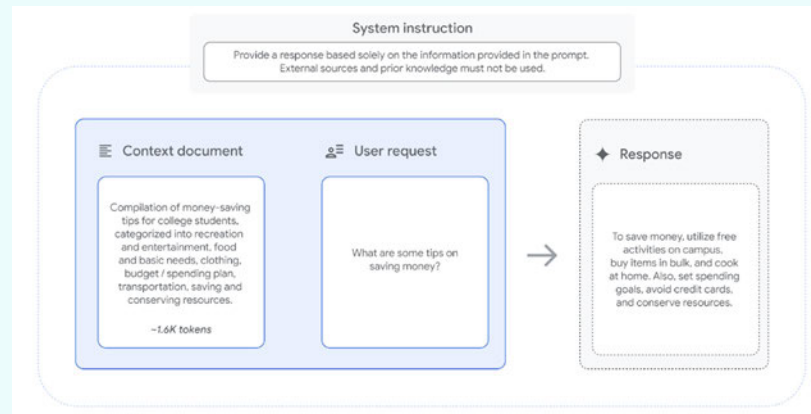 System instruction
Provide a response based solely on the information provided in the prompt.
External sources and prior knowledge must not be used.
Context document
Compilation of money-saving
tips for college students,
categorized into recreation
and entertainment, food
and basic needs, clothing,
budget / spending plan,
transportation, saving and
conserving resources.
~1.6K tokens
User request
What are some tips on
saving money?
Response
To save money, utilize free
activities on campus,
buy items in bulk, and cook
at home. Also, set spending
goals, avoid credit cards,
and conserve resources.